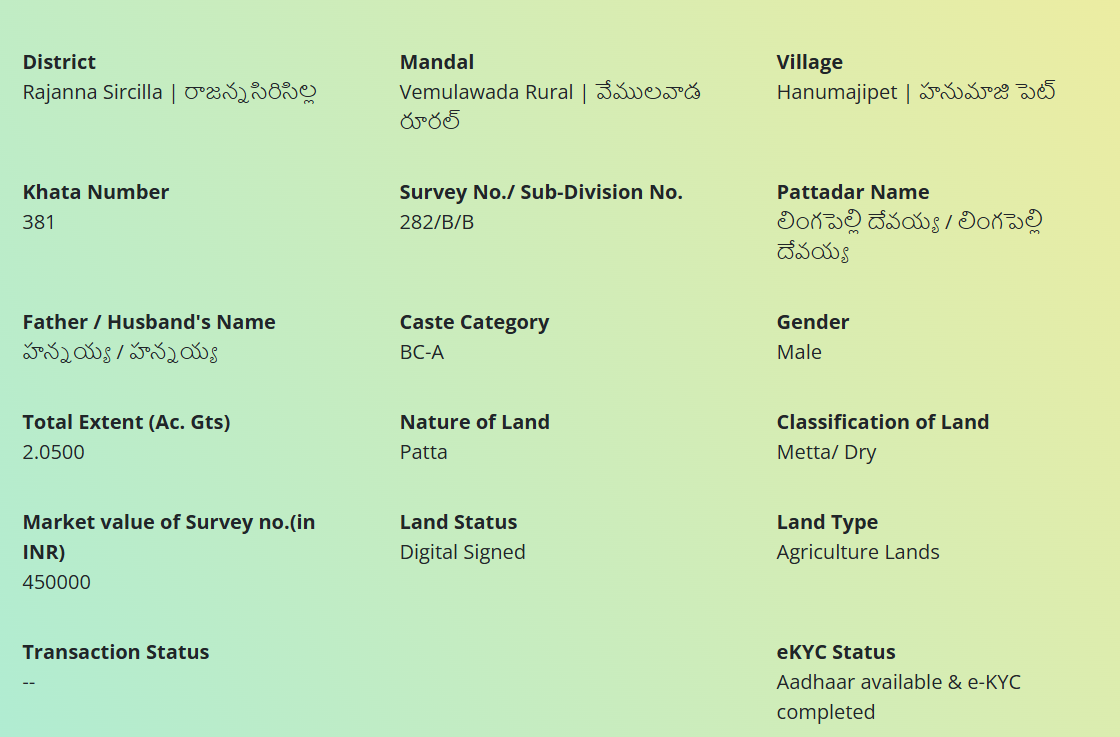 District
Rajanna Sircilla | రాజన్నసిరిసిల్ల
Mandal
Vemulawada Rural | వేములవాడ
రూరల్
Village
Hanumajipet | హనుమాజి పెట్
Khata Number
381
Survey No./ Sub-Division No.
282/B/B
Pattadar Name
లింగపెల్లి దేవయ్య / లింగపెల్లి
దేవయ్య
Father / Husband's Name
హన్నయ్య / హన్నయ్య
Caste Category
BC-A
Gender
Male
Total Extent (Ac. Gts)
2.0500
Nature of Land
Patta
Classification of Land
Metta/ Dry
Market value of Survey no.(in
INR)
450000
Land Status
Digital Signed
Land Type
Agriculture Lands
Transaction Status
--
eKYC Status
Aadhaar available & e-KYC
completed